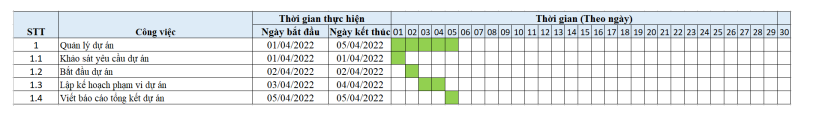 Thời gian thực hiện Thời gian (Theo ngày)
STT Công việc Ngày bắt đầu Ngày kết thúc 01 02 03 04 05 06 07 08 09 10 11 12 13 14 15 16 17 18 19 20 21 22 23 24 25 26 27 28 29 30
1 Quản lý dự án 01/04/2022 05/04/2022
1.1 Khảo sát yêu cầu dự án 01/04/2022 01/04/2022
1.2 Bắt đầu dự án 02/04/2022 02/04/2022
1.3 Lập kế hoạch phạm vi dự án 03/04/2022 04/04/2022
1.4 Viết báo cáo tổng kết dự án 05/04/2022 05/04/2022